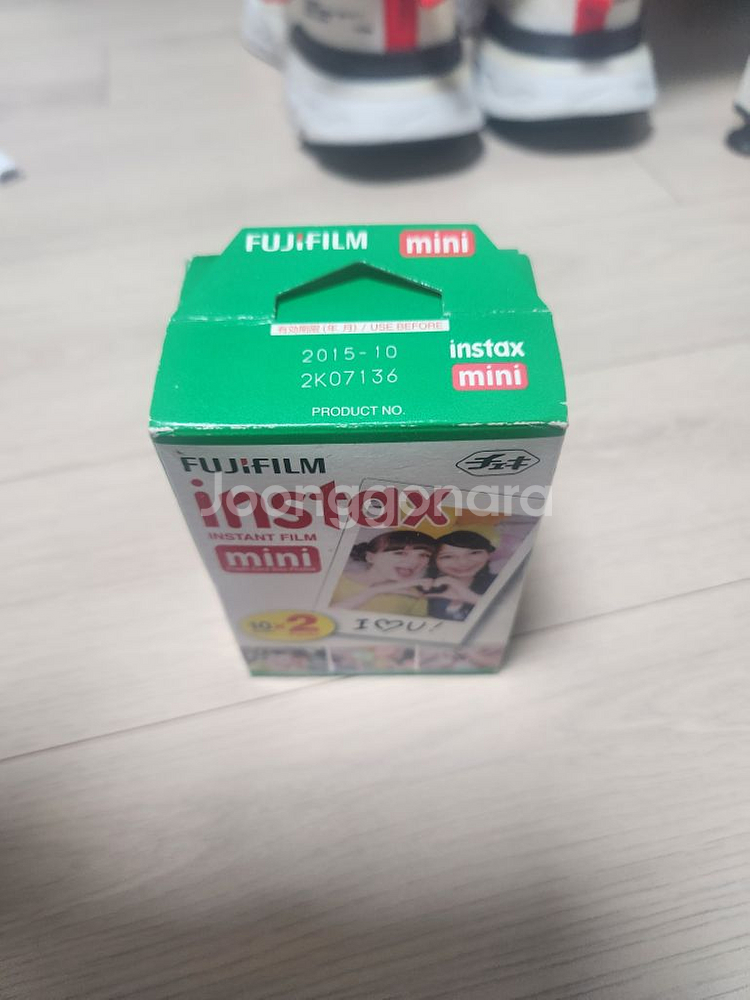 FUJIFILM mini
有効期限 (年月) / USE BEFORE
2015-10
2K07136
instax
mini
PRODUCT NO.
FUJIFILM
チェキ
instax
Joonggonara
INSTANT FILM
mini
10×2
I♡U!